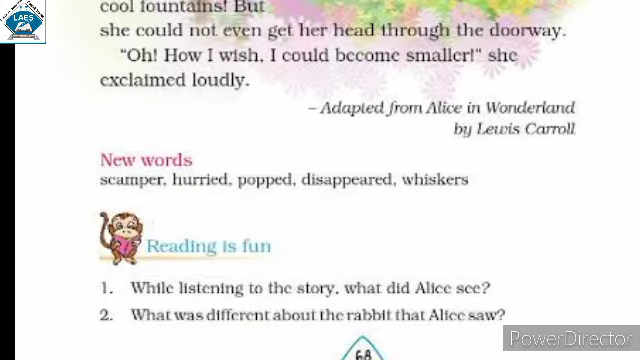 LAES
cool fountains! But
she could not even get her head through the doorway.
"Oh! How I wish, I could become smaller!" she
exclaimed loudly.
– Adapted from Alice in Wonderland
by Lewis Carroll
New words
scamper, hurried, popped, disappeared, whiskers
Reading is fun
1. While listening to the story, what did Alice see?
2. What was different about the rabbit that Alice saw?
68
PowerDirector